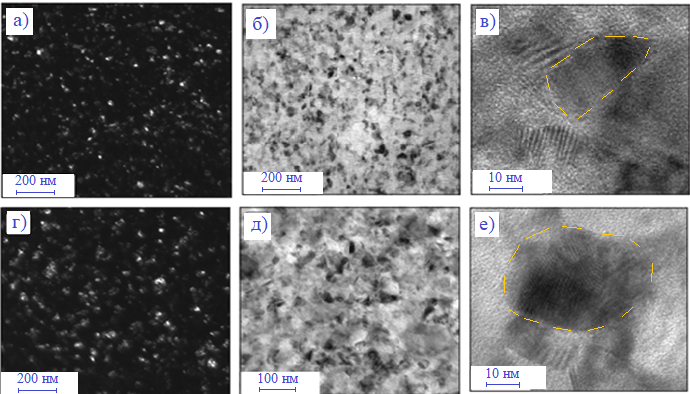 а)
б)
в)
200 нм
200 нм
10 нм
г)
д)
е)
200 нм
100 нм
10 нм